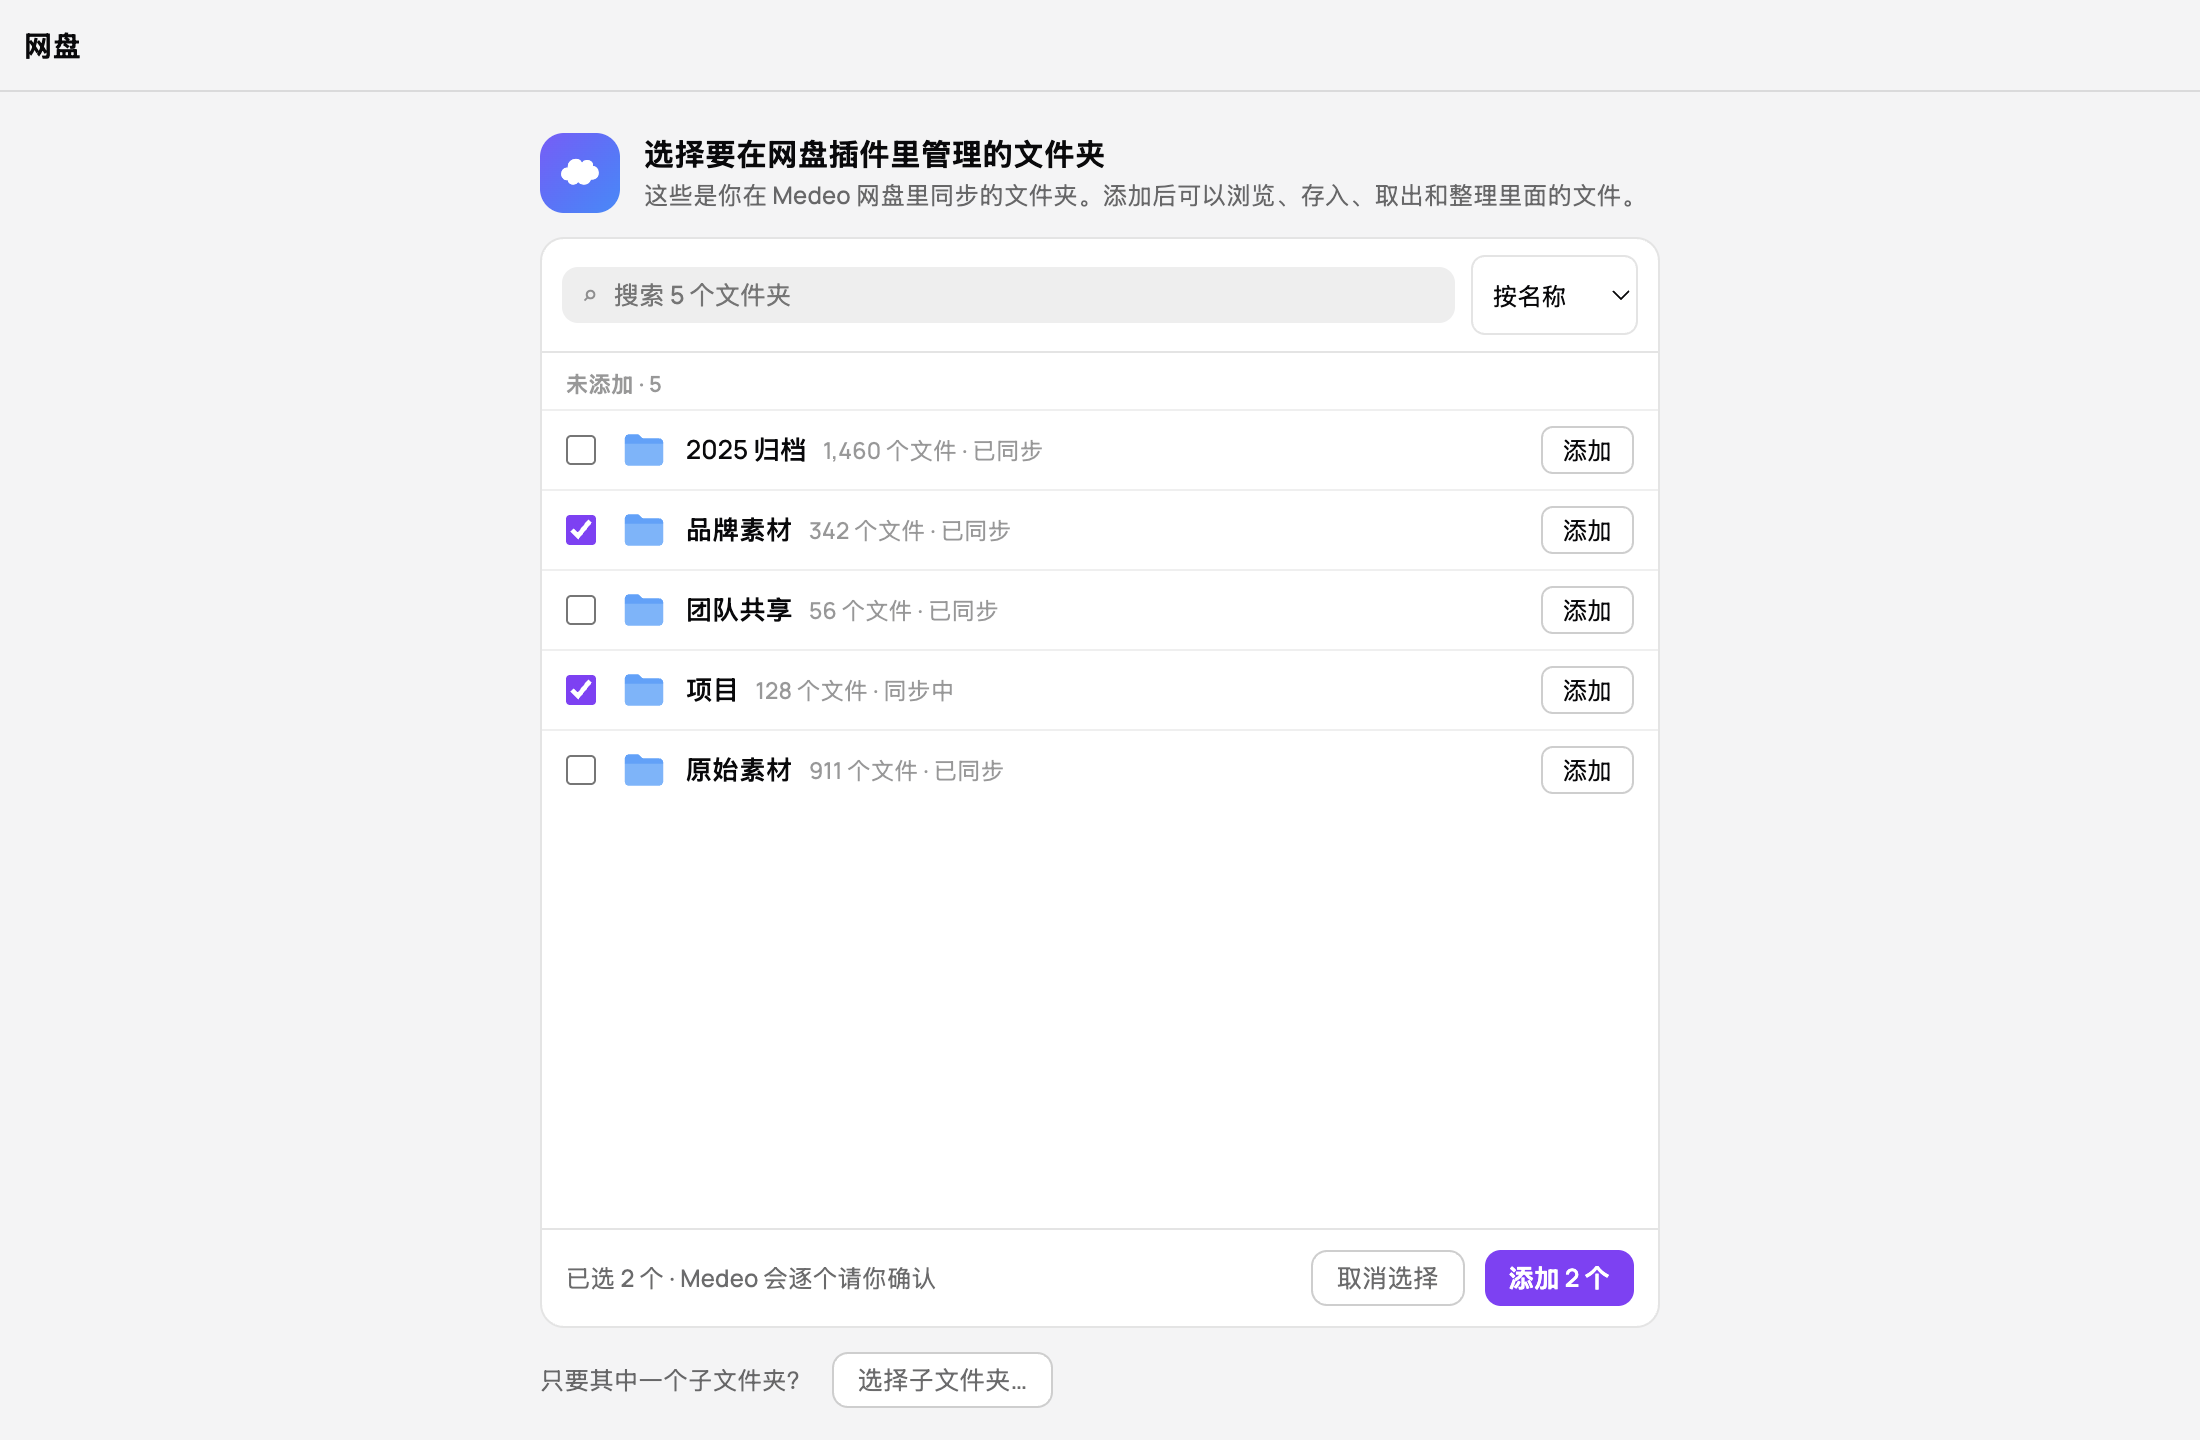 网盘
选择要在网盘插件里管理的文件夹
这些是你在 Medeo 网盘里同步的文件夹。添加后可以浏览、存入、取出和整理里面的文件。
搜索 5 个文件夹
按名称
未添加 · 5
2025 归档 1,460 个文件 · 已同步 添加
品牌素材 342 个文件 · 已同步 添加
团队共享 56 个文件 · 已同步 添加
项目 128 个文件 · 同步中 添加
原始素材 911 个文件 · 已同步 添加
已选 2 个 · Medeo 会逐个请你确认 取消选择 添加 2 个
只要其中一个子文件夹? 选择子文件夹...